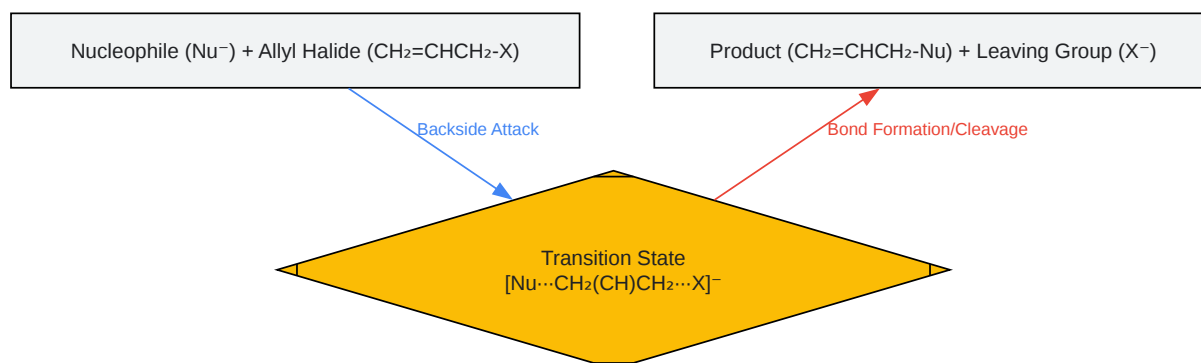 Nucleophile (Nu⁻) + Allyl Halide (CH₂=CHCH₂-X)
Product (CH₂=CHCH₂-Nu) + Leaving Group (X⁻)
Backside Attack
Bond Formation/Cleavage
Transition State
[Nu···CH₂(CH)CH₂···X]⁻